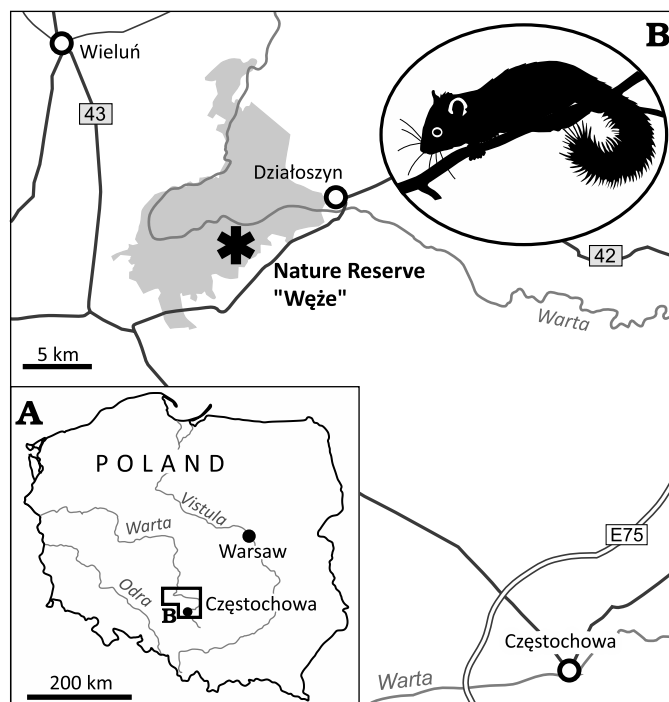 B
Wieluń
43
Działoszyn
42
Nature Reserve
"Węże"
Warta
5 km
A
POLAND
Vistula
Warta
Warsaw
Odra
Częstochowa
B
200 km
E75
Częstochowa
Warta